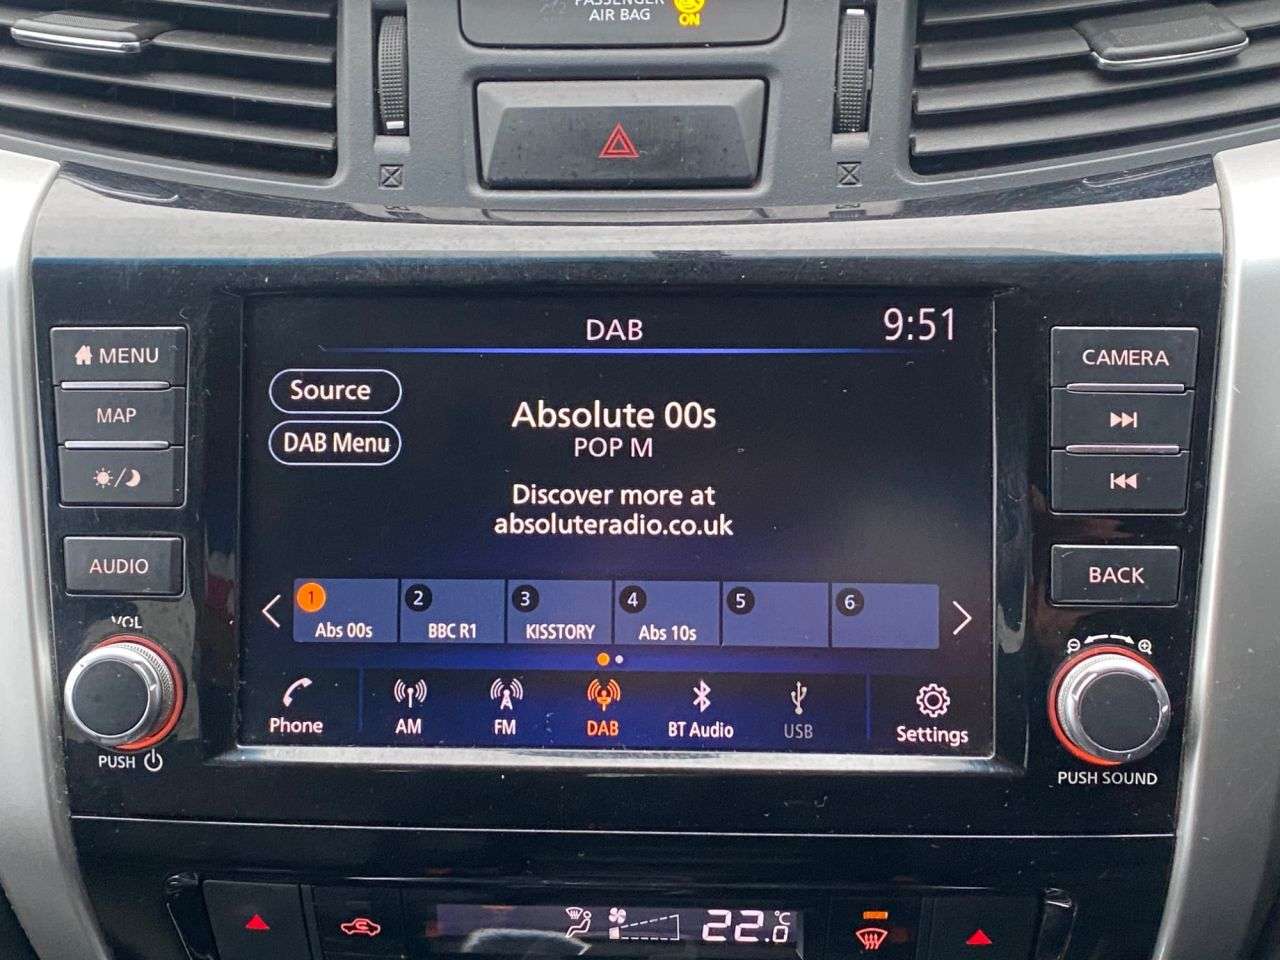 PASSENGER
AIR BAG
ON
DAB
9:51
MENU
MAP
AUDIO
VOL
PUSH
Source
DAB Menu
Absolute 00s
POP M
Discover more at
absoluteradio.co.uk
1
Abs 00s
2
BBC R1
3
KISSTORY
4
Abs 10s
5
6
Phone
AM
FM
DAB
BT Audio
USB
Settings
CAMERA
BACK
PUSH SOUND
22.0°C